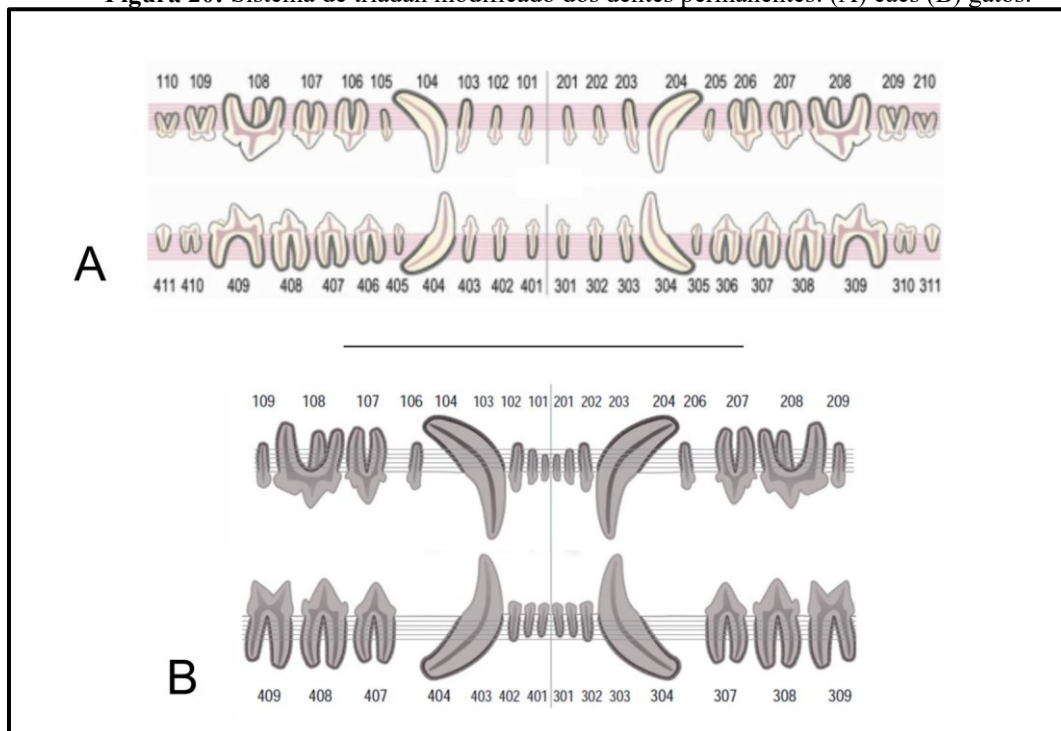 Figura 20: Sistema de triadan modificado dos dentes permanentes. (A) cães (B) gatos.
110 109 108 107 106 105 104 103 102 101 201 202 203 204 205 206 207 208 209 210
A
411 410 409 408 407 406 405 404 403 402 401 301 302 303 304 305 306 307 308 309 310 311
109 108 107 106 104 103 102 101 201 202 203 204 206 207 208 209
B
409 408 407 404 403 402 401 301 302 303 304 307 308 309